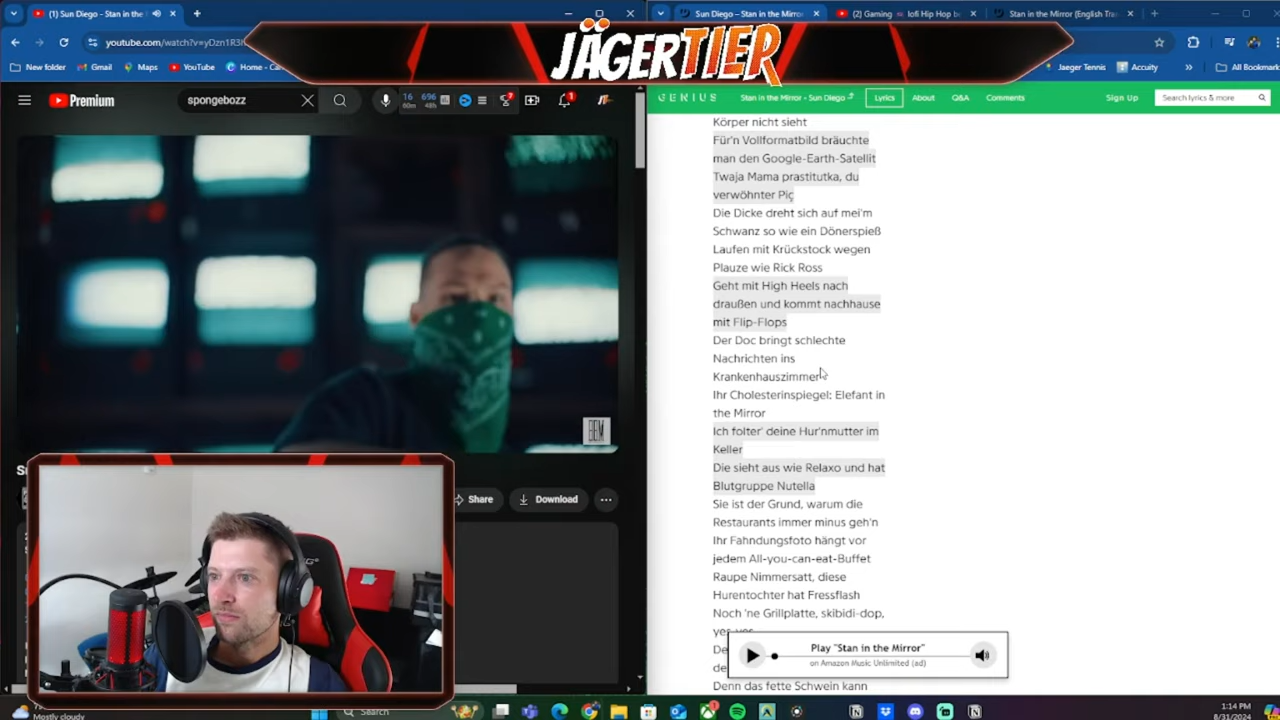 (1) Sun Diego – Stan in the
Sun Diego – Stan in the Mirror
(2) Gaming
lofi Hip Hop
Stan in the Mirror (English Tra
JÄGERTIER
youtube.com/watch?v=yDzn1R3
New folder
Gmail
Maps
YouTube
Home - Ca
Jaeger Tennis
Accuity
All Bookmark
Premium
spongebozz
16
60m
696
48h
GENIUS
Stan in the Mirror - Sun Diego
Lyrics
About
Q&A
Comments
Sign Up
Search lyrics & more
Körper nicht sieht
Für'n Vollformatbild bräuchte
man den Google-Earth-Satellit
Twaja Mama prastitutka, du
verwöhnter Piç
Die Dicke dreht sich auf mei'm
Schwanz so wie ein Dönerspieß
Laufen mit Krückstock wegen
Plauze wie Rick Ross
Geht mit High Heels nach
draußen und kommt nachhause
mit Flip-Flops
Der Doc bringt schlechte
Nachrichten ins
Krankenhauszimmer
Ihr Cholesterinspiegel: Elefant in
the Mirror
Ich folter' deine Hur'nmutter im
Keller
Die sieht aus wie Relaxo und hat
Blutgruppe Nutella
Sie ist der Grund, warum die
Restaurants immer minus geh'n
Ihr Fahndungsfoto hängt vor
jedem All-you-can-eat-Buffet
Raupe Nimmersatt, diese
Hurentochter hat Fressflash
Noch 'ne Grillplatte, skibidi-dop,
yes-yes
Denn das fette Schwein kann
Play "Stan in the Mirror"
on Amazon Music Unlimited (ad)
BBM
Share
Download
Mostly cloudy
Search
1:14 PM
8/31/2024